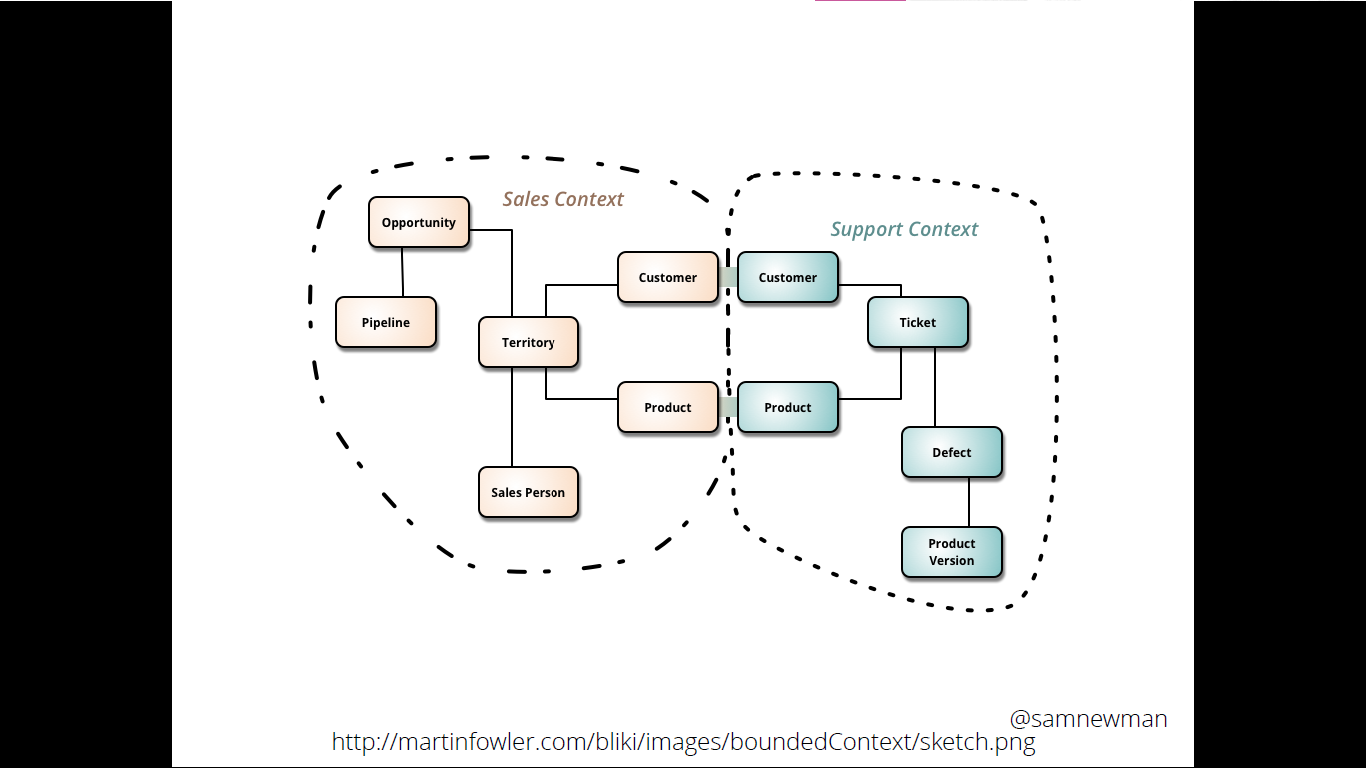 Sales Context
Opportunity
Support Context
Customer
Customer
Pipeline
Ticket
Territory
Product
Product
Defect
Sales Person
Product
Version
@samnewman
http://martinfowler.com/bliki/images/boundedContext/sketch.png